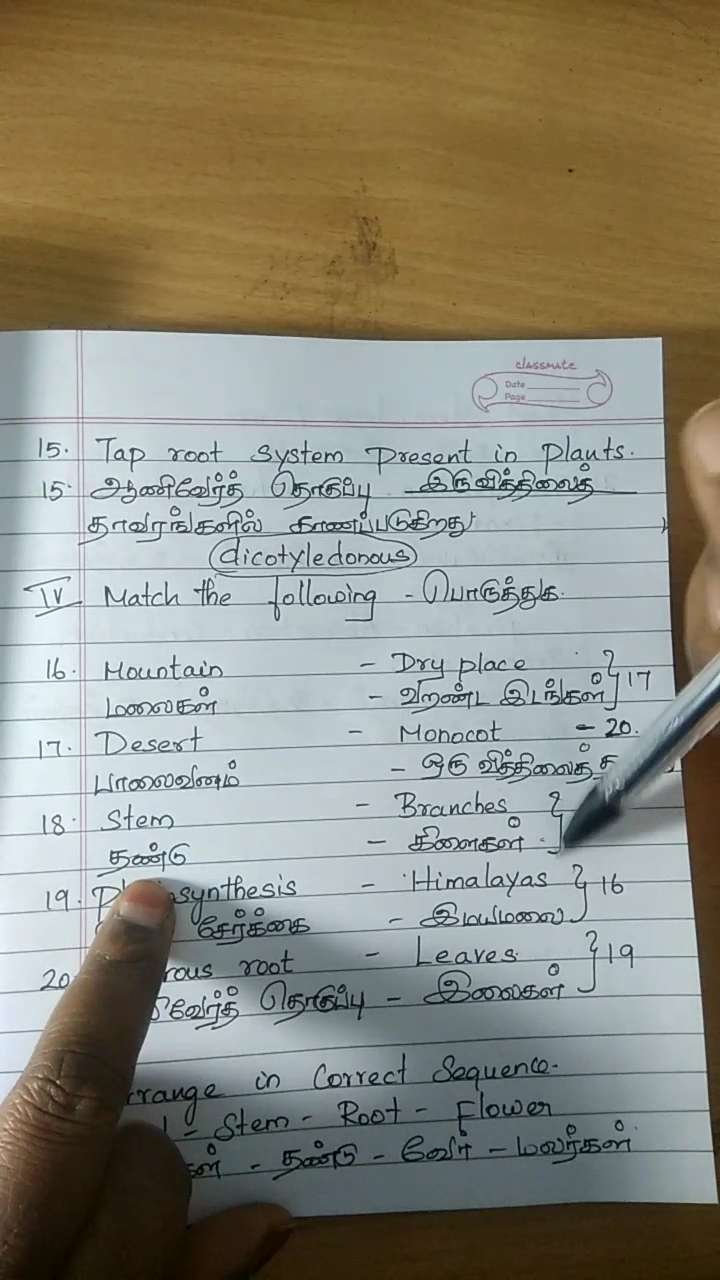 classmate
Date
Page
15. Tap root system Present in Plants.
15. ஆணிவேர்த் தொகுப்பு இருவித்திலைத்
தாவரங்களில் காணப்படுகிறது
dicotyledonous
IV Match the following - பொருத்துக.
16. Mountain - Dry place
மலைகள் - வறண்ட இடங்கள் } 17
17. Desert - Monocot - 20.
பாலைவனம் - ஒரு வித்திலைத்
18. Stem - Branches
தண்டு - கிளைகள்
19. synthesis - Himalayas } 16
சேர்க்கை - இமயமலை
20 rous root - Leaves } 19
வேர்த் தொகுப்பு - இலைகள்
rrange in Correct Sequence.
- Stem - Root - Flower
கள் - தண்டு - வேர் - மலர்கள்